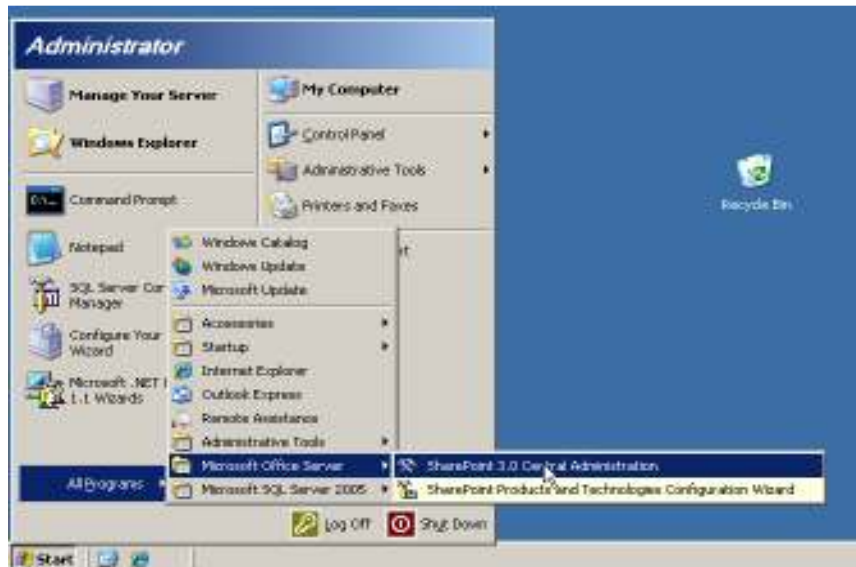 Administrator
Manage Your Server
My Computer
Windows Explorer
Control Panel
Administrative Tools
Command Prompt
Printers and Faxes
Notepad
Windows Catalog
Windows Update
Microsoft Update
SQL Server Con
Manager
Accessories
Configure Your
Wizard
Startup
Internet Explorer
Microsoft .NET
1.1 Wizards
Outlook Express
Remote Assistance
Administrative Tools
Microsoft Office Server
SharePoint 3.0 Central Administration
All Programs
Microsoft SQL Server 2005
SharePoint Products and Technologies Configuration Wizard
Log Off
Shut Down
Start
Recycle Bin